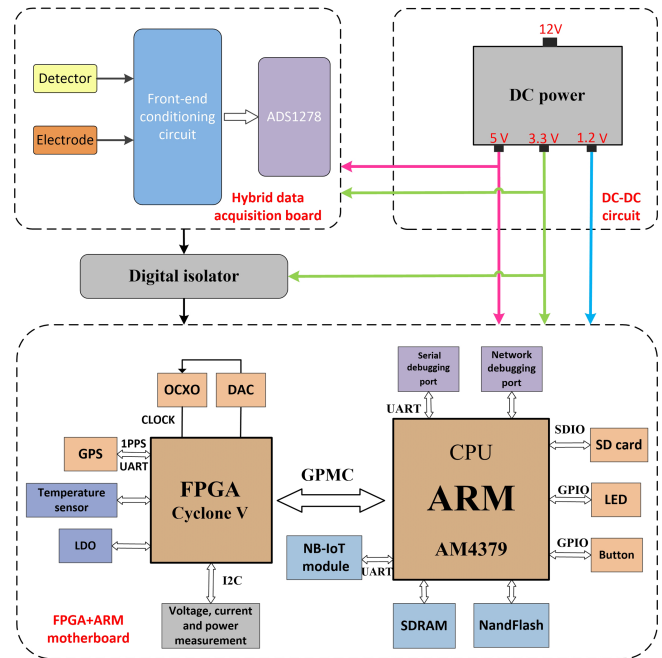 12V
DC power
5 V
3.3 V
1.2 V
DC-DC
circuit
Detector
Electrode
Front-end
conditioning
circuit
ADS1278
Hybrid data
acquisition board
Digital isolator
OCXO
DAC
CLOCK
GPS
1PPS
UART
Temperature
sensor
LDO
FPGA
Cyclone V
I2C
Voltage, current
and power
measurement
FPGA+ARM
motherboard
GPMC
Serial
debugging
port
Network
debugging
port
UART
CPU
ARM
AM4379
SDIO
SD card
GPIO
LED
GPIO
Button
NB-IoT
module
UART
SDRAM
NandFlash